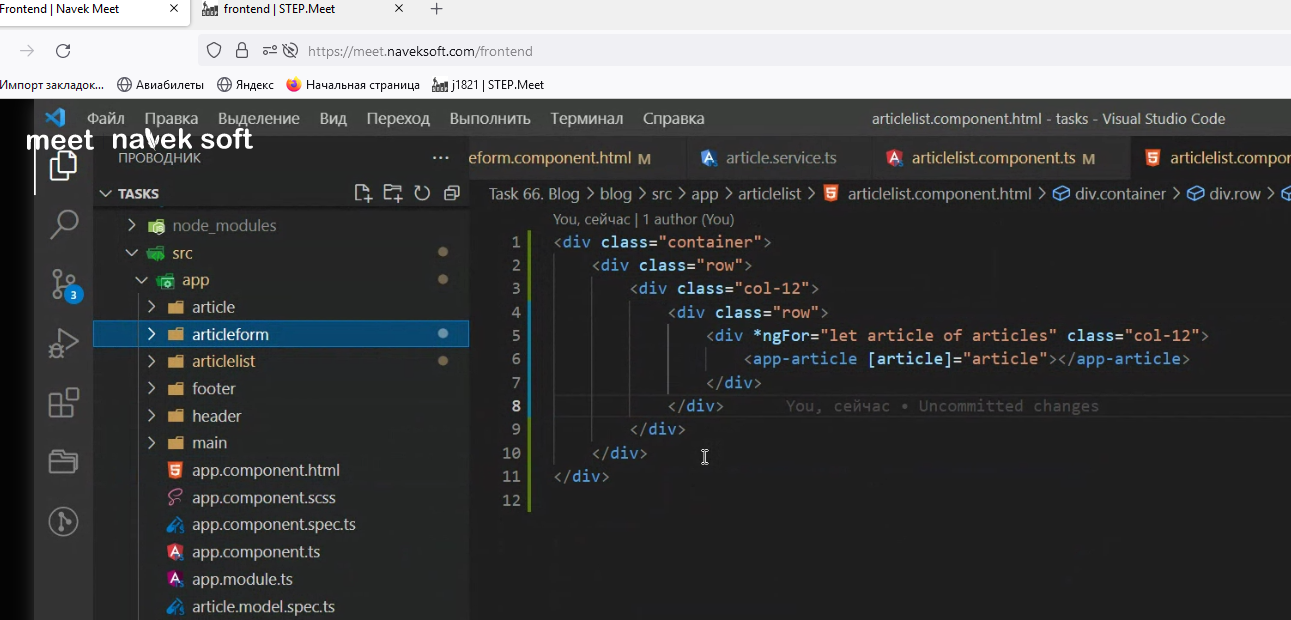 Frontend | Navek Meet
frontend | STEP.Meet
https://meet.naveksoft.com/frontend
Импорт закладок...
Авиабилеты
Яндекс
Начальная страница
j1821 | STEP.Meet
Файл Правка Выделение Вид Переход Выполнить Терминал Справка
articlelist.component.html - tasks - Visual Studio Code
meet navek soft
ПРОВОДНИК
eform.component.html M
article.service.ts
articlelist.component.ts M
articlelist.compor
TASKS
Task 66. Blog > blog > src > app > articlelist > articlelist.component.html > div.container > div.row >
node_modules
src
app
article
articleform
articlelist
footer
header
main
app.component.html
app.component.scss
app.component.spec.ts
app.component.ts
app.module.ts
article.model.spec.ts
3
You, сейчас | 1 author (You)
1 <div class="container">
2 <div class="row">
3 <div class="col-12">
4 <div class="row">
5 <div *ngFor="let article of articles" class="col-12">
6 <app-article [article]="article"></app-article>
7 </div>
8 </div> You, сейчас • Uncommitted changes
9 </div>
10 </div>
11 </div>
12